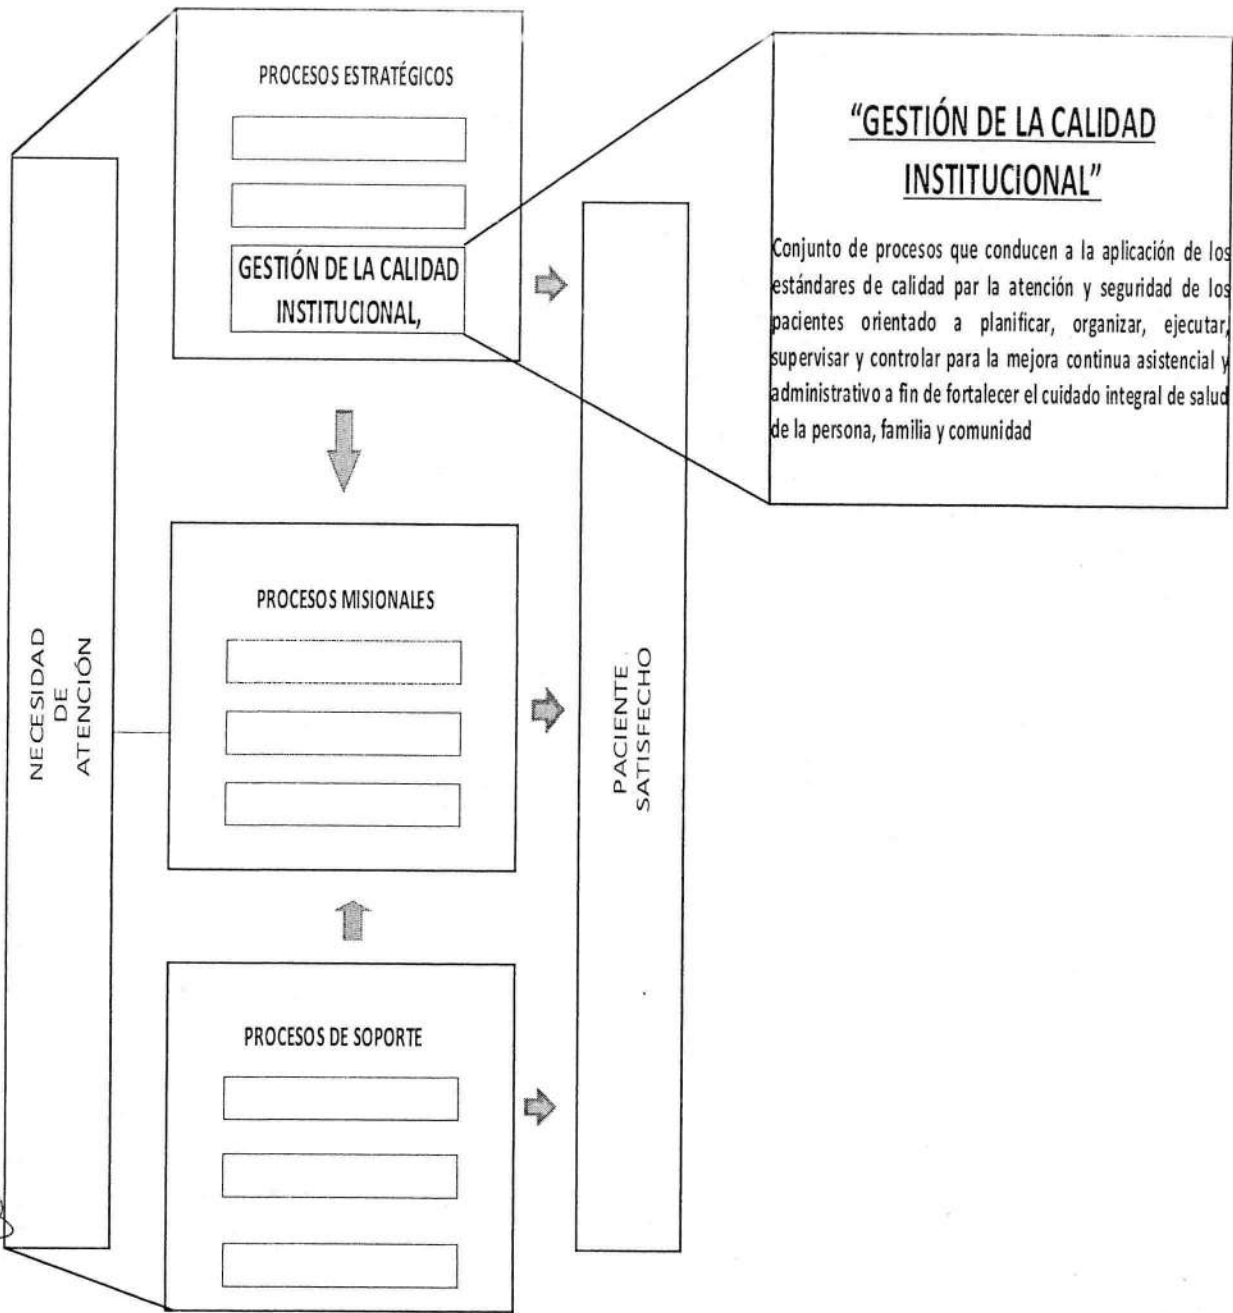 PROCESOS ESTRATÉGICOS
GESTIÓN DE LA CALIDAD
INSTITUCIONAL,
"GESTIÓN DE LA CALIDAD
INSTITUCIONAL"
Conjunto de procesos que conducen a la aplicación de los
estándares de calidad par la atención y seguridad de los
pacientes orientado a planificar, organizar, ejecutar,
supervisar y controlar para la mejora continua asistencial y
administrativo a fin de fortalecer el cuidado integral de salud
de la persona, familia y comunidad
NECESIDAD
DE
ATENCIÓN
PROCESOS MISIONALES
PACIENTE
SATISFECHO
PROCESOS DE SOPORTE